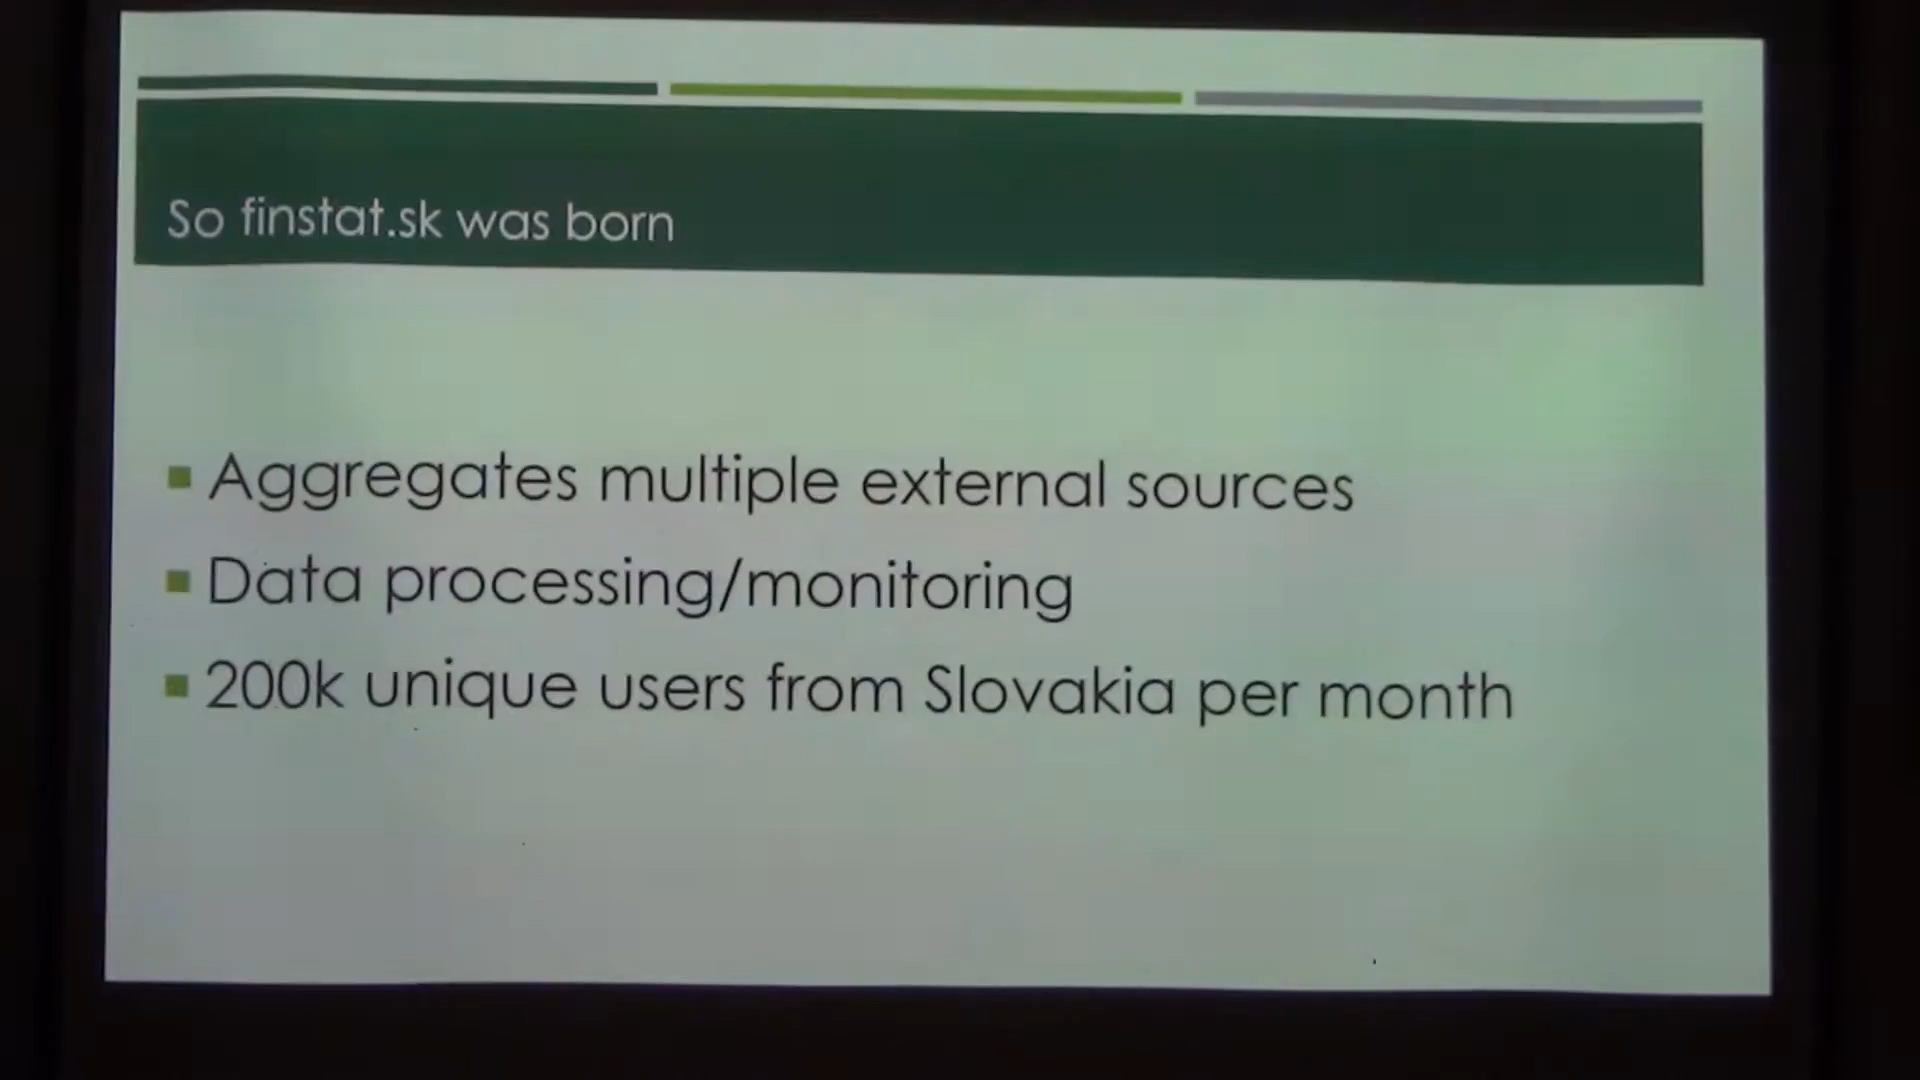 So finstat.sk was born
Aggregates multiple external sources
Data processing/monitoring
200k unique users from Slovakia per month